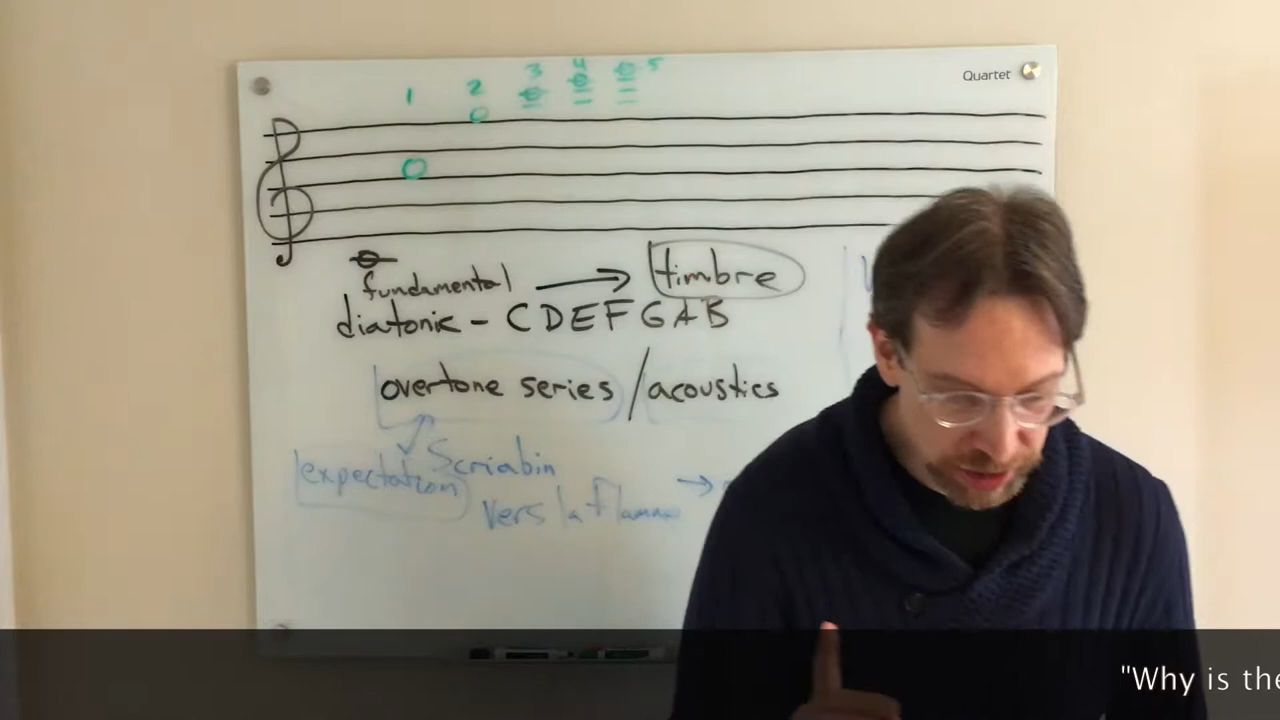 Quartet
1 2 3 4 5
fundamental → timbre
diatonic - C D E F G A B
overtone series / acoustics
expectation Scriabin
Vers la Flamme →
"Why is the